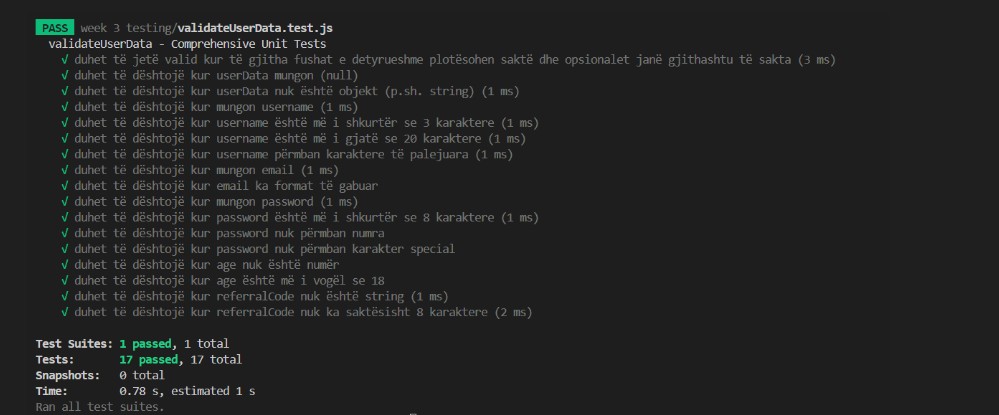 PASS week 3 testing/validateUserData.test.js
validateUserData - Comprehensive Unit Tests
√ duhet të jetë valid kur të gjitha fushat e detyrueshme plotësohen saktë dhe opsionalet janë gjithashtu të sakta (3 ms)
√ duhet të dështojë kur userData mungon (null)
√ duhet të dështojë kur userData nuk është objekt (p.sh. string) (1 ms)
√ duhet të dështojë kur mungon username (1 ms)
√ duhet të dështojë kur username është më i shkurtër se 3 karaktere (1 ms)
√ duhet të dështojë kur username është më i gjatë se 20 karaktere (1 ms)
√ duhet të dështojë kur username përmban karaktere të palejuara (1 ms)
√ duhet të dështojë kur mungon email (1 ms)
√ duhet të dështojë kur email ka format të gabuar
√ duhet të dështojë kur mungon password (1 ms)
√ duhet të dështojë kur password është më i shkurtër se 8 karaktere (1 ms)
√ duhet të dështojë kur password nuk përmban numra
√ duhet të dështojë kur password nuk përmban karakter special
√ duhet të dështojë kur age nuk është numër
√ duhet të dështojë kur age është më i vogël se 18
√ duhet të dështojë kur referralCode nuk është string (1 ms)
√ duhet të dështojë kur referralCode nuk ka saktësisht 8 karaktere (2 ms)
Test Suites: 1 passed, 1 total
Tests: 17 passed, 17 total
Snapshots: 0 total
Time: 0.78 s, estimated 1 s
Ran all test suites.